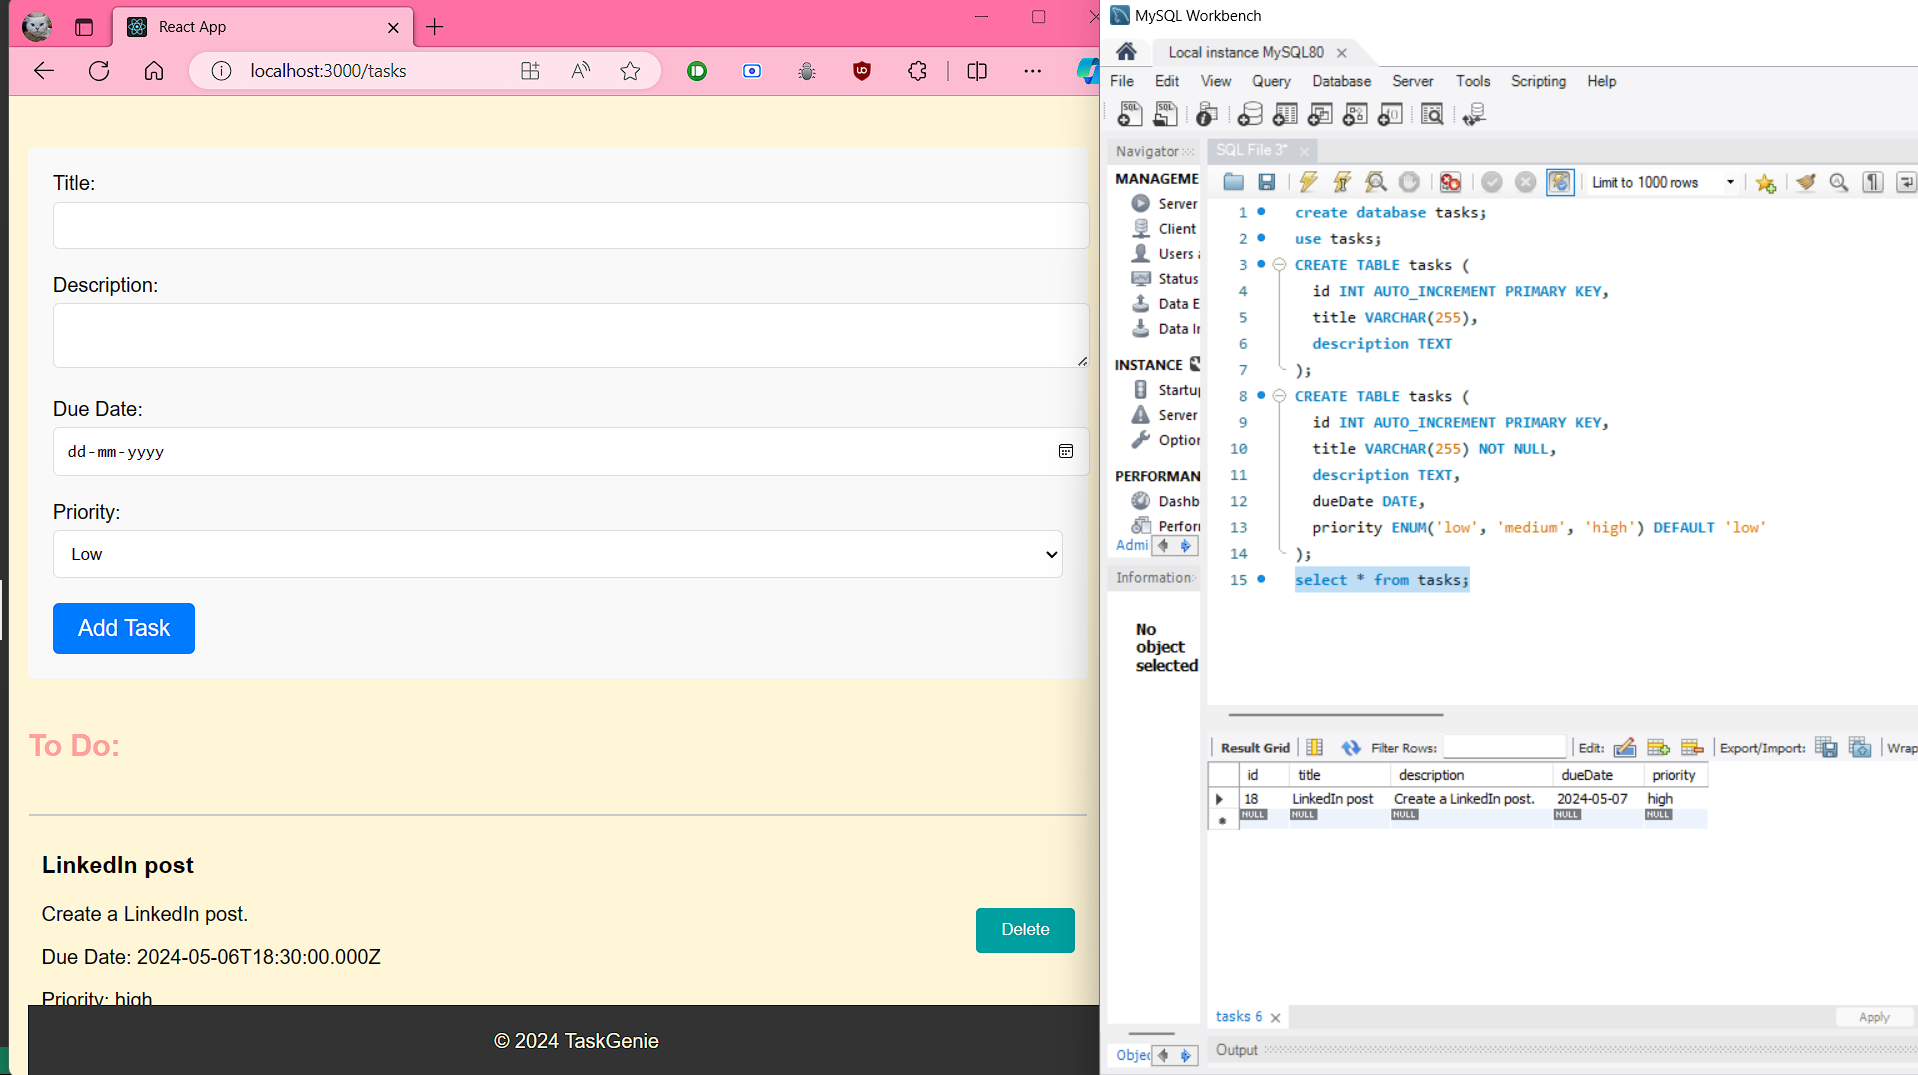 React App
localhost:3000/tasks
Title:
Description:
Due Date:
dd-mm-yyyy
Priority:
Low
Add Task
To Do:
LinkedIn post
Create a LinkedIn post.
Due Date: 2024-05-06T18:30:00.000Z
Priority: high
Delete
© 2024 TaskGenie
MySQL Workbench
Local instance MySQL80
File Edit View Query Database Server Tools Scripting Help
Navigator
SQL File 3*
MANAGEME
Server
Client
Users a
Status
Data E
Data Ir
INSTANCE
Startup
Server
Option
PERFORMAN
Dashb
Perforr
Admi
Information
No
object
selected
Objec
Limit to 1000 rows
1 create database tasks;
2 use tasks;
3 CREATE TABLE tasks (
4 id INT AUTO_INCREMENT PRIMARY KEY,
5 title VARCHAR(255),
6 description TEXT
7 );
8 CREATE TABLE tasks (
9 id INT AUTO_INCREMENT PRIMARY KEY,
10 title VARCHAR(255) NOT NULL,
11 description TEXT,
12 dueDate DATE,
13 priority ENUM('low', 'medium', 'high') DEFAULT 'low'
14 );
15 select * from tasks;
Result Grid Filter Rows: Edit: Export/Import: Wrap
id title description dueDate priority
18 LinkedIn post Create a LinkedIn post. 2024-05-07 high
NULL NULL NULL NULL NULL
tasks 6
Apply
Output